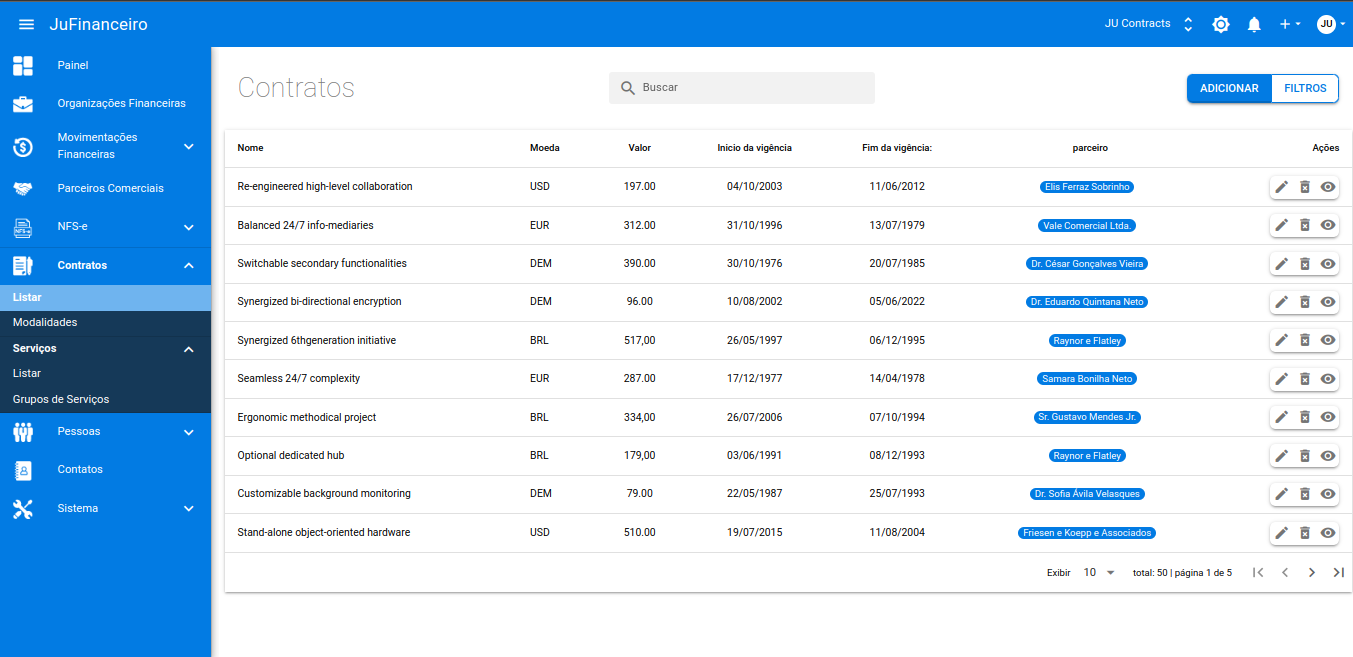 JuFinanceiro
JU Contracts
JU
Painel
Organizações Financeiras
Movimentações
Financeiras
Parceiros Comerciais
NFS-e
NFS-e
Contratos
Listar
Modalidades
Serviços
Listar
Grupos de Serviços
Pessoas
Contatos
Sistema
Contratos
Buscar
ADICIONAR FILTROS
Nome Moeda Valor Inicio da vigência Fim da vigência: parceiro Ações
Re-engineered high-level collaboration USD 197.00 04/10/2003 11/06/2012 Elis Ferraz Sobrinho
Balanced 24/7 info-mediaries EUR 312.00 31/10/1996 13/07/1979 Vale Comercial Ltda.
Switchable secondary functionalities DEM 390.00 30/10/1976 20/07/1985 Dr. César Gonçalves Vieira
Synergized bi-directional encryption DEM 96.00 10/08/2002 05/06/2022 Dr. Eduardo Quintana Neto
Synergized 6thgeneration initiative BRL 517,00 26/05/1997 06/12/1995 Raynor e Flatley
Seamless 24/7 complexity EUR 287.00 17/12/1977 14/04/1978 Samara Bonilha Neto
Ergonomic methodical project BRL 334,00 26/07/2006 07/10/1994 Sr. Gustavo Mendes Jr.
Optional dedicated hub BRL 179,00 03/06/1991 08/12/1993 Raynor e Flatley
Customizable background monitoring DEM 79.00 22/05/1987 25/07/1993 Dr. Sofia Ávila Velasques
Stand-alone object-oriented hardware USD 510.00 19/07/2015 11/08/2004 Friesen e Koepp e Associados
Exibir 10 total: 50 | página 1 de 5